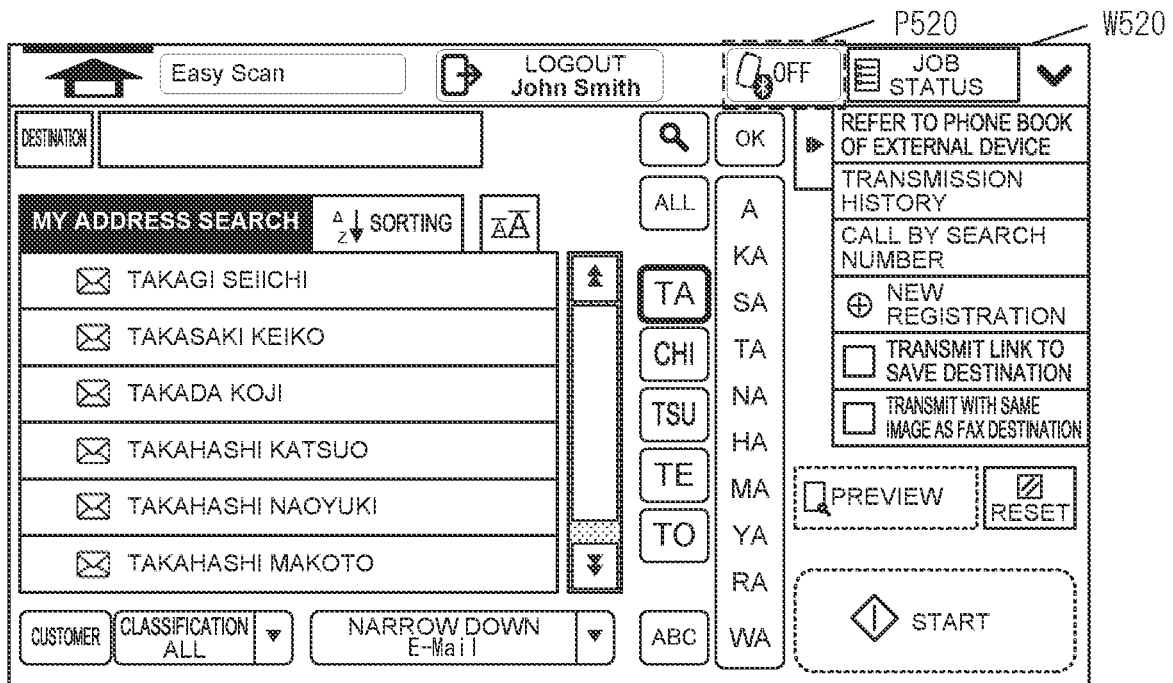 P520
W520
Easy Scan
LOGOUT
John Smith
OFF
JOB
STATUS
DESTINATION
OK
REFER TO PHONE BOOK
OF EXTERNAL DEVICE
TRANSMISSION
HISTORY
CALL BY SEARCH
NUMBER
NEW
REGISTRATION
TRANSMIT LINK TO
SAVE DESTINATION
TRANSMIT WITH SAME
IMAGE AS FAX DESTINATION
MY ADDRESS SEARCH
A
Z
SORTING
AA
TAKAGI SEIICHI
TAKASAKI KEIKO
TAKADA KOJI
TAKAHASHI KATSUO
TAKAHASHI NAOYUKI
TAKAHASHI MAKOTO
ALL
TA
CHI
TSU
TE
TO
ABC
A
KA
SA
TA
NA
HA
MA
YA
RA
WA
PREVIEW
RESET
START
CUSTOMER
CLASSIFICATION
ALL
NARROW DOWN
E-Mail